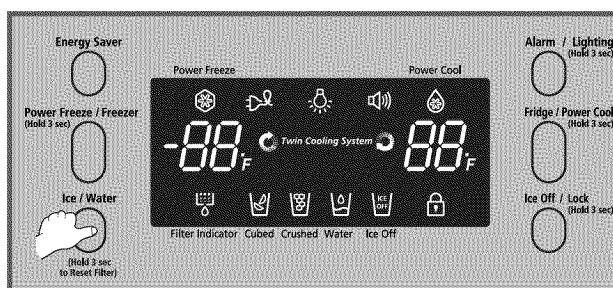 Energy Saver
Power Freeze / Freezer
(Hold 3 sec)
Ice / Water
(Hold 3 sec
to Reset Filter)
Power Freeze
Power Cool
-88°F
Twin Cooling System
88°F
ICE
OFF
Filter Indicator
Cubed
Crushed
Water
Ice Off
Alarm / Lighting
(Hold 3 sec)
Fridge / Power Cool
(Hold 3 sec)
Ice Off / Lock
(Hold 3 sec)